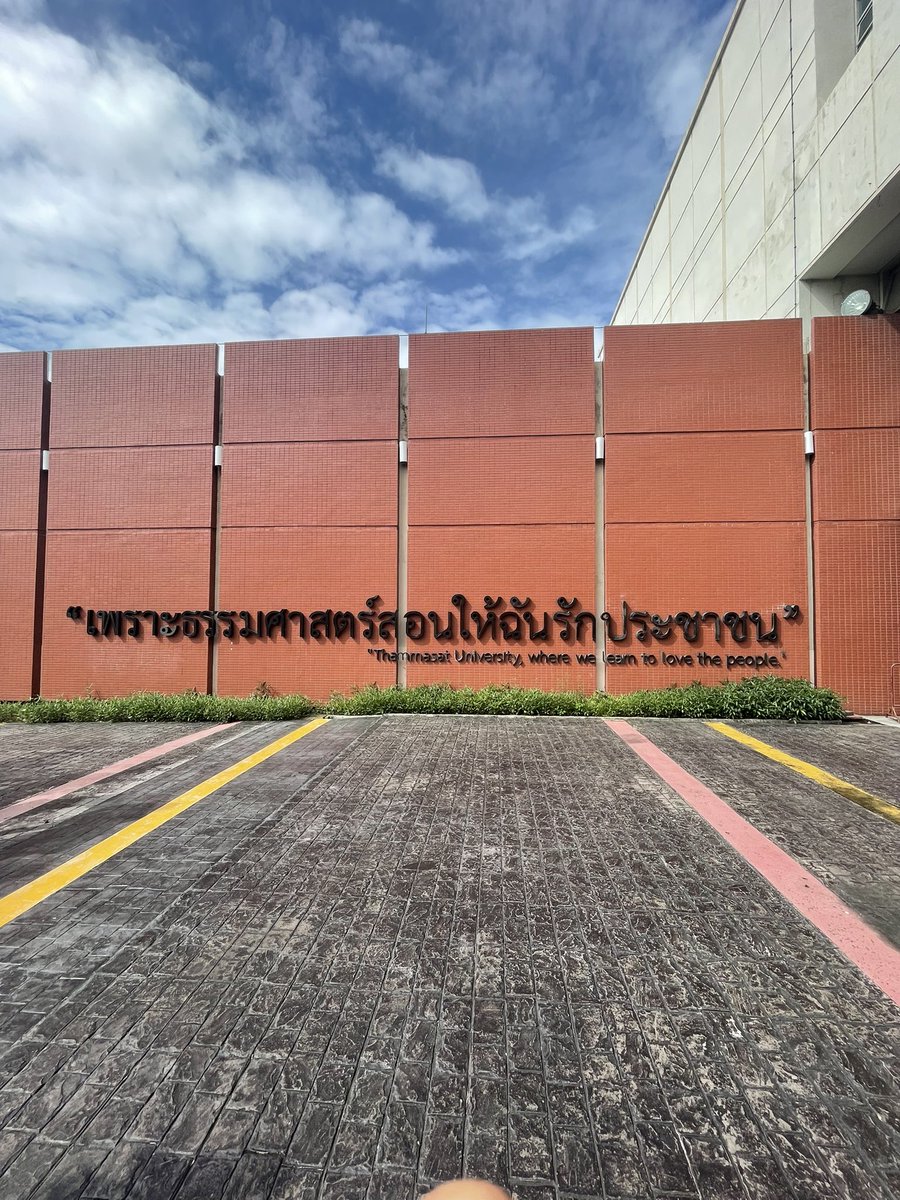 “เพราะธรรมศาสตร์สอนให้ฉันรักประชาชน”
"Thammasat University, where we learn to love the people."